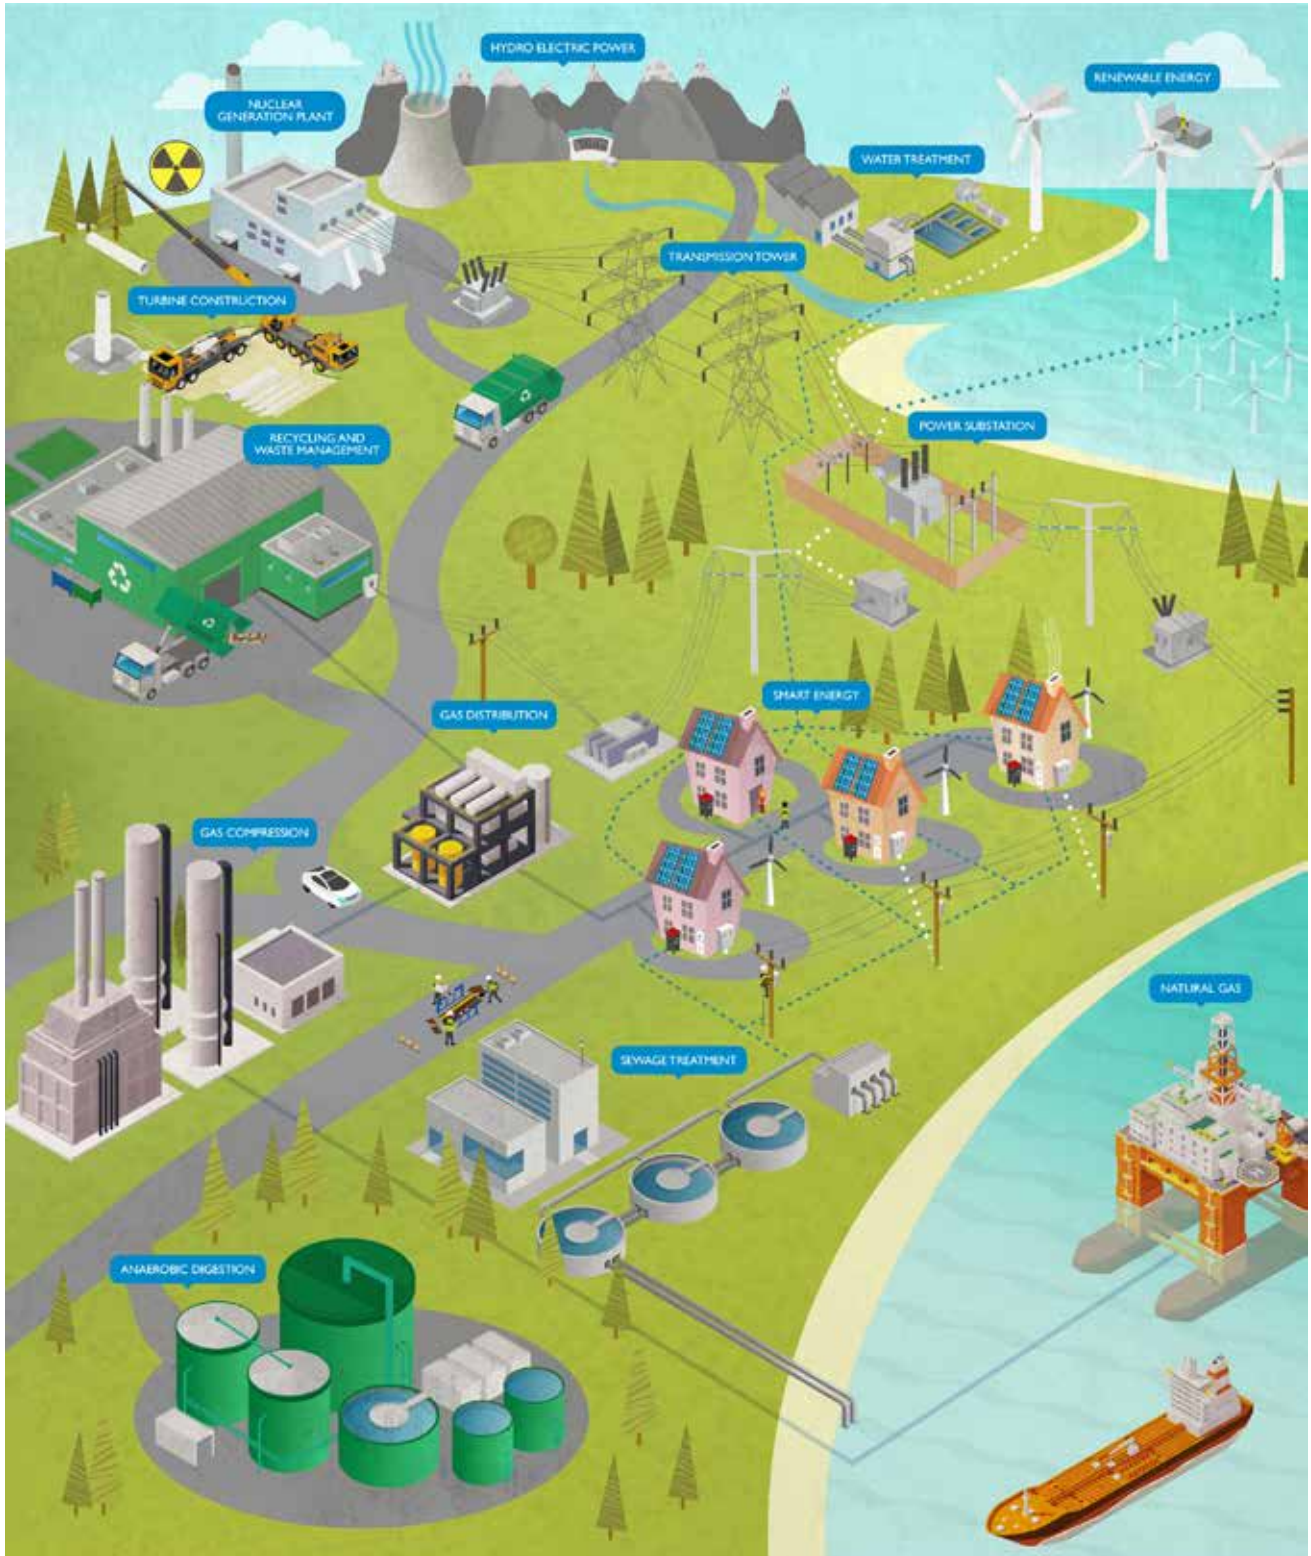 HYDRO ELECTRIC POWER
RENEWABLE ENERGY
NUCLEAR
GENERATION PLANT
WATER TREATMENT
TRANSMISSION TOWER
TURBINE CONSTRUCTION
POWER SUBSTATION
RECYCLING AND
WASTE MANAGEMENT
SMART ENERGY
GAS DISTRIBUTION
GAS COMPRESSION
NATURAL GAS
SEWAGE TREATMENT
ANAEROBIC DIGESTION